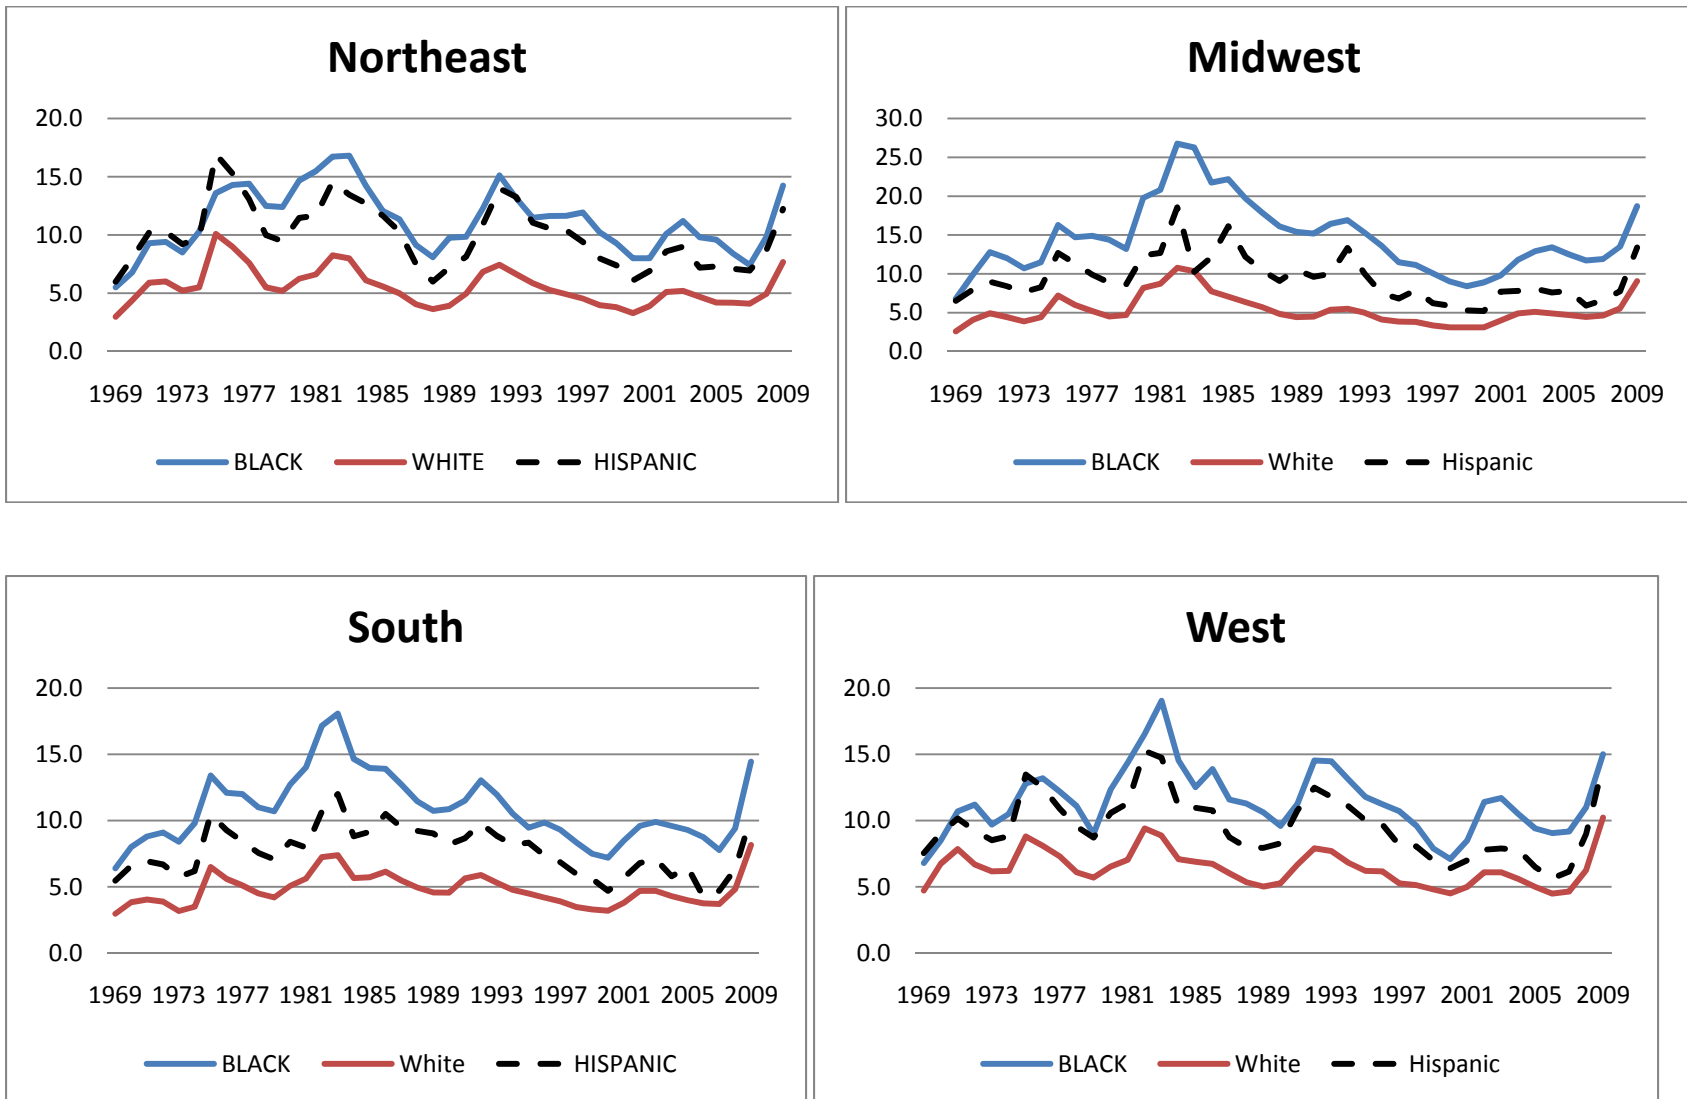 Northeast
20.0
15.0
10.0
5.0
0.0
1969 1973 1977 1981 1985 1989 1993 1997 2001 2005 2009
BLACK WHITE HISPANIC
Midwest
30.0
25.0
20.0
15.0
10.0
5.0
0.0
1969 1973 1977 1981 1985 1989 1993 1997 2001 2005 2009
BLACK White Hispanic
South
20.0
15.0
10.0
5.0
0.0
1969 1973 1977 1981 1985 1989 1993 1997 2001 2005 2009
BLACK White HISPANIC
West
20.0
15.0
10.0
5.0
0.0
1969 1973 1977 1981 1985 1989 1993 1997 2001 2005 2009
BLACK White Hispanic